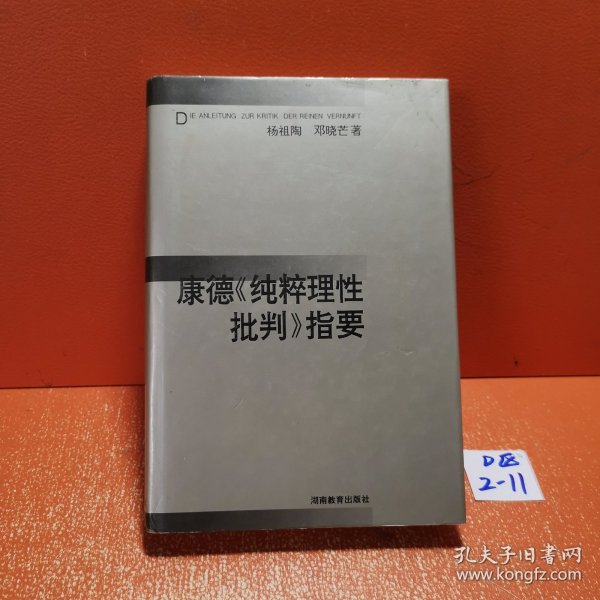 DIE ANLEITUNG ZUR KRITIK DER REINEN VERNUNFT
杨祖陶 邓晓芒著
康德《纯粹理性
批判》指要
湖南教育出版社
D区
2-11
孔夫子旧书网
www.kongfz.com